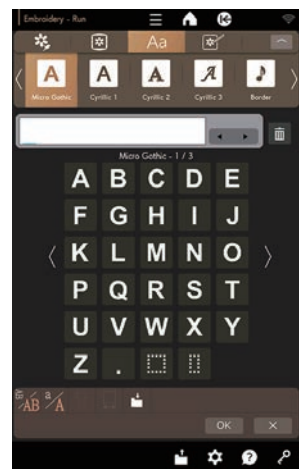 Embroidery - Run
Aa
A A A A
Micro Gothic Cyrillic 1 Cyrillic 2 Cyrillic 3 Border
Micro Gothic - 1 / 3
A B C D E
F G H I J
K L M N O
P Q R S T
U V W X Y
Z .
AB a/A
OK